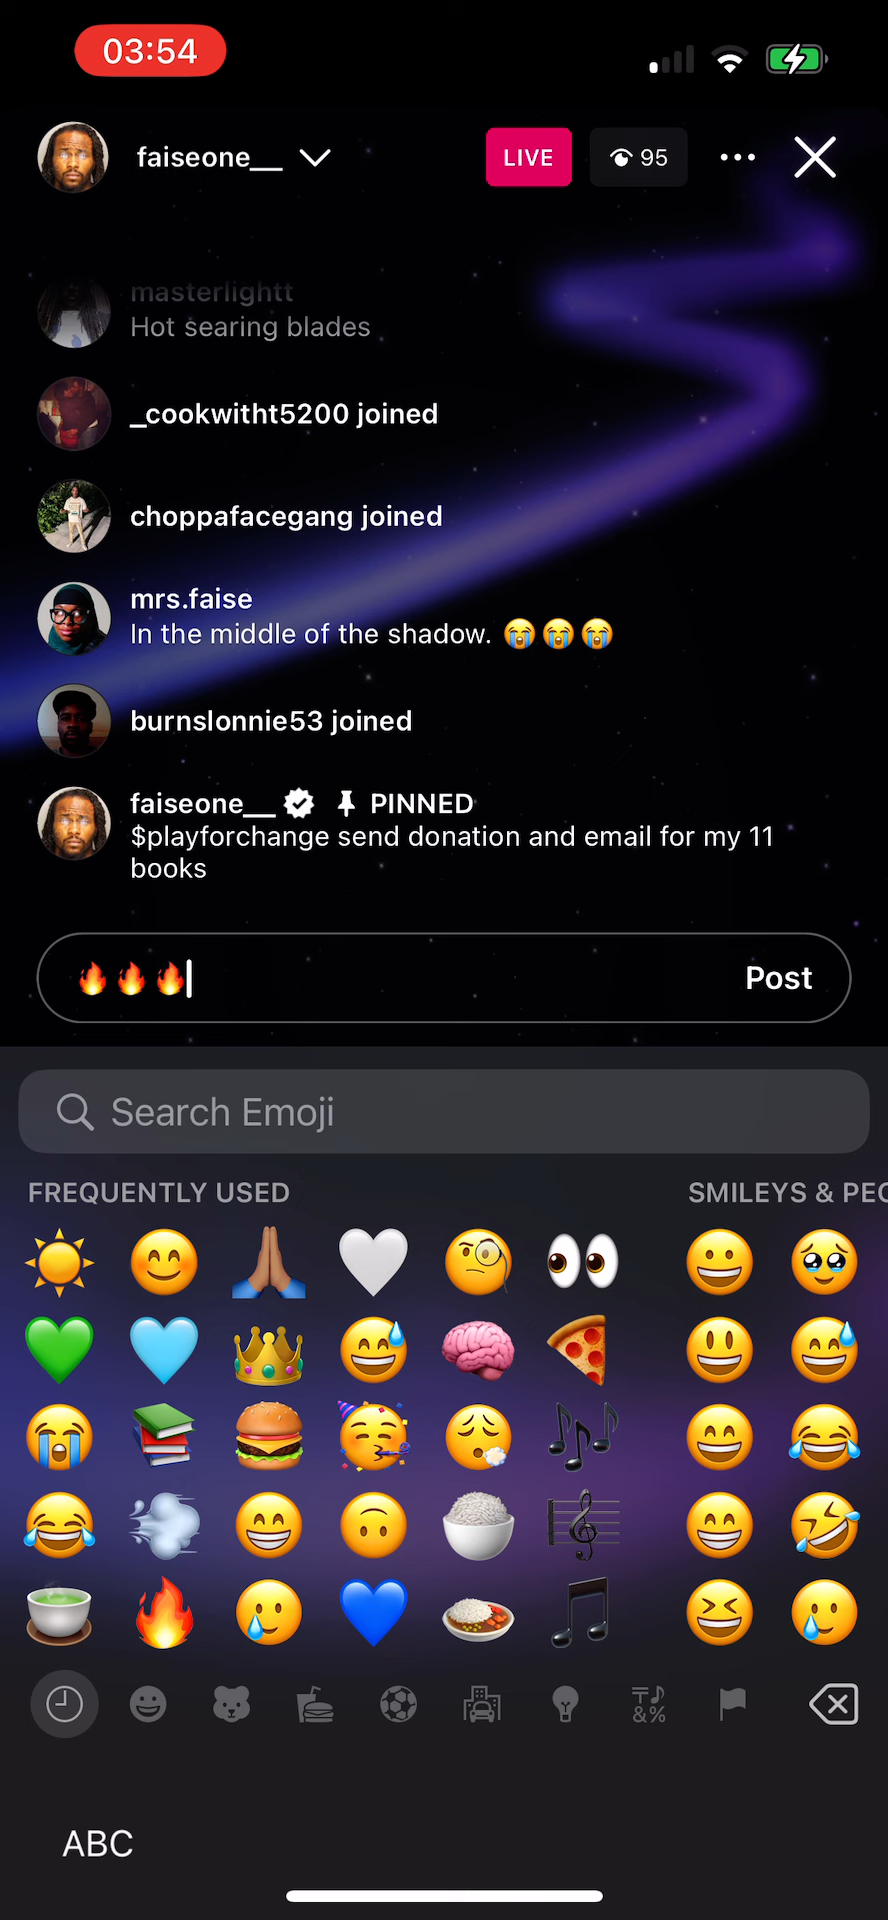 03:54
faiseone__
LIVE
95
masterlightt
Hot searing blades
_cookwitht5200 joined
choppafacegang joined
mrs.faise
In the middle of the shadow. 😭😭😭
burnslonnie53 joined
faiseone__ PINNED
$playforchange send donation and email for my 11
books
🔥🔥🔥
Post
Search Emoji
FREQUENTLY USED
SMILEYS & PEO
ABC